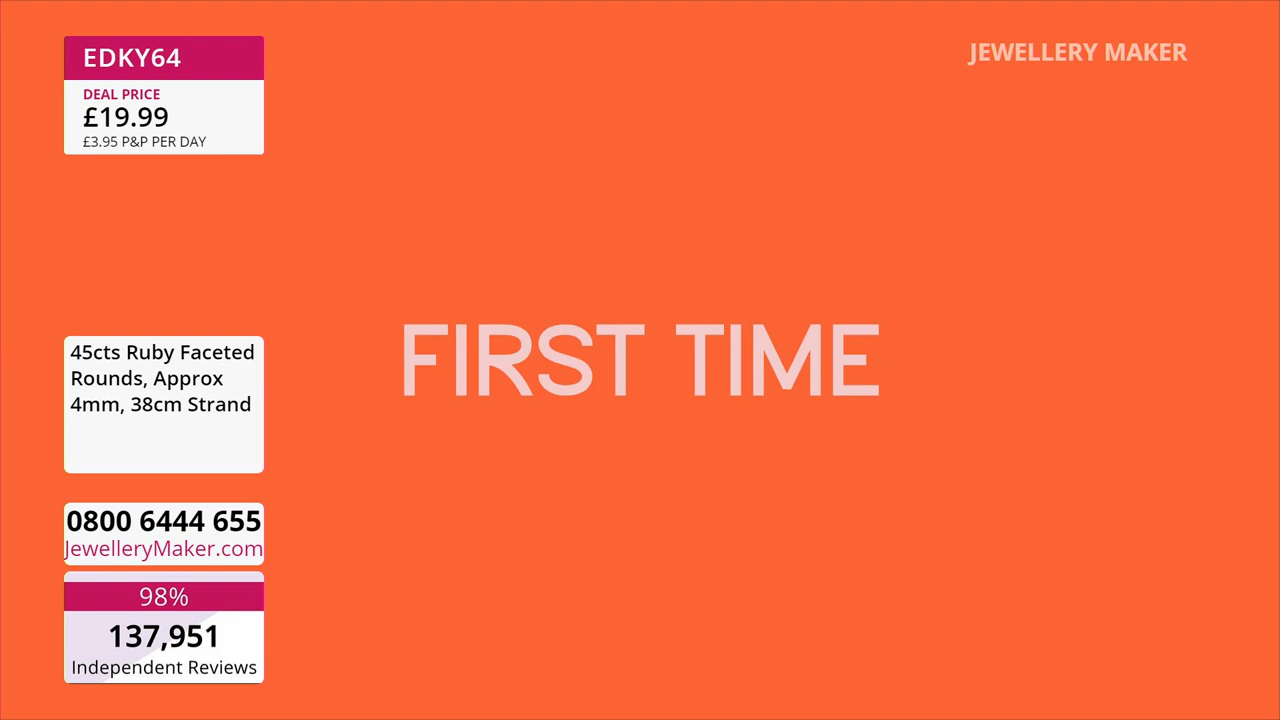 EDKY64
DEAL PRICE
£19.99
£3.95 P&P PER DAY
JEWELLERY MAKER
FIRST TIME
45cts Ruby Faceted
Rounds, Approx
4mm, 38cm Strand
0800 6444 655
JewelleryMaker.com
98%
137,951
Independent Reviews